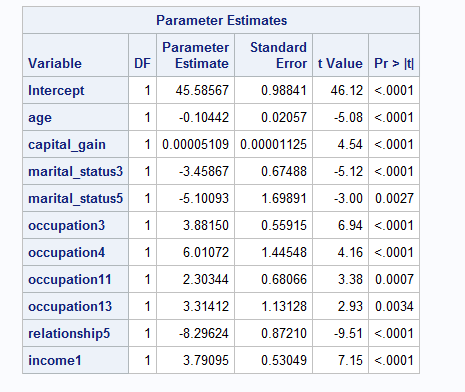 Parameter Estimates
Variable DF Parameter Estimate Standard Error t Value Pr > |t|
Intercept 1 45.58567 0.98841 46.12 <.0001
age 1 -0.10442 0.02057 -5.08 <.0001
capital_gain 1 0.00005109 0.00001125 4.54 <.0001
marital_status3 1 -3.45867 0.67488 -5.12 <.0001
marital_status5 1 -5.10093 1.69891 -3.00 0.0027
occupation3 1 3.88150 0.55915 6.94 <.0001
occupation4 1 6.01072 1.44548 4.16 <.0001
occupation11 1 2.30344 0.68066 3.38 0.0007
occupation13 1 3.31412 1.13128 2.93 0.0034
relationship5 1 -8.29624 0.87210 -9.51 <.0001
income1 1 3.79095 0.53049 7.15 <.0001